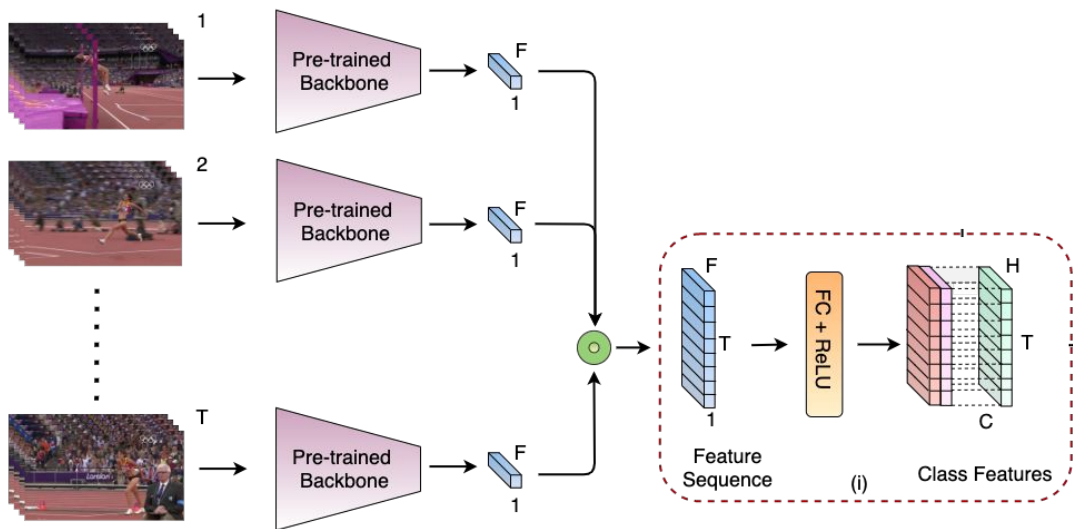 1
Pre-trained
Backbone
F
1
2
Pre-trained
Backbone
F
1
T
Pre-trained
Backbone
F
1
F
T
1
Feature
Sequence
FC + ReLU
(i)
H
T
C
Class Features
London